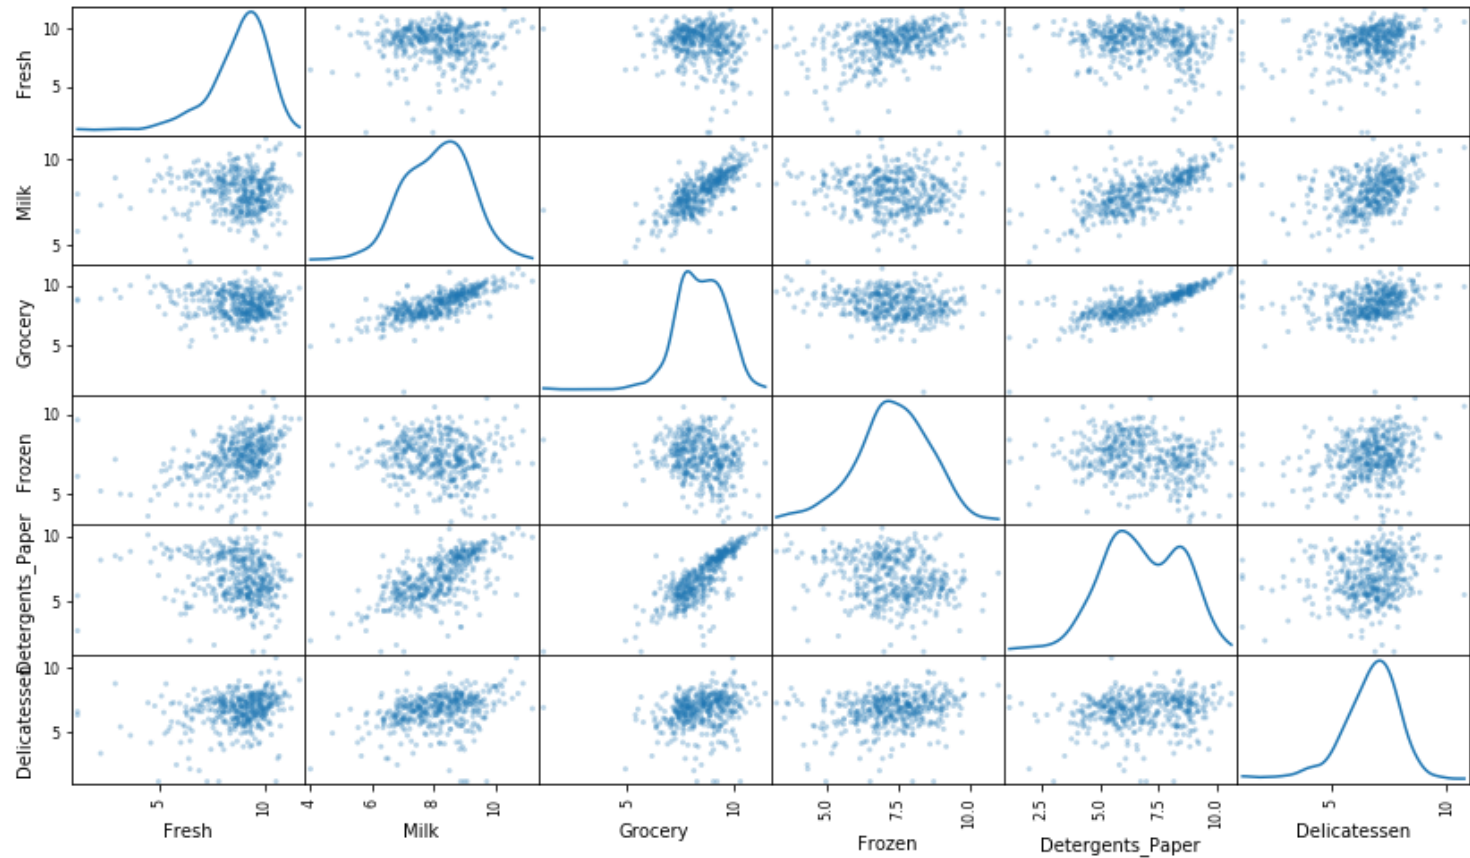 Fresh
10
5
Milk
10
5
Grocery
10
5
Frozen
10
5
Detergents_Paper
10
5
Delicatessen
10
5
5 10 4 6 8 10 5 10 5.0 7.5 10.0 2.5 5.0 7.5 10.0 5 10
Fresh Milk Grocery Frozen Detergents_Paper Delicatessen